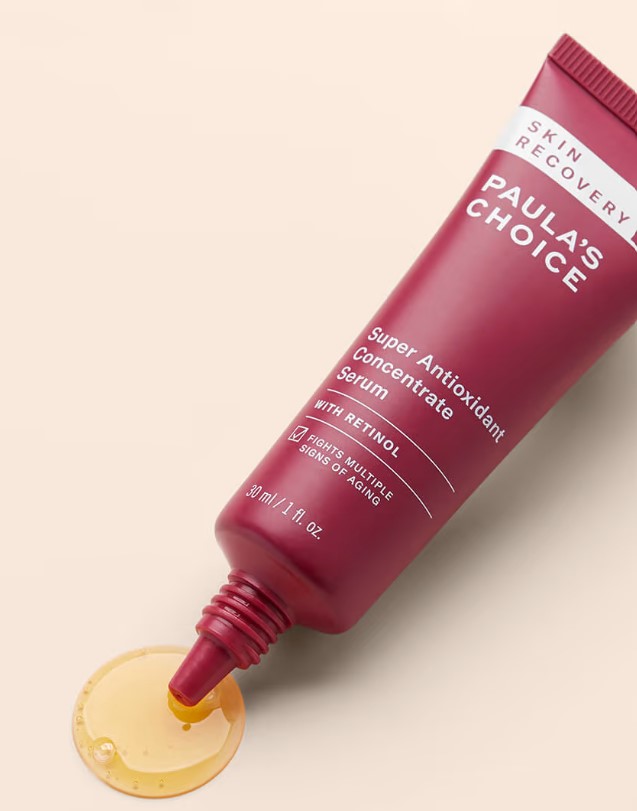 SKIN
RECOVERY
PAULA'S
CHOICE
Super Antioxidant
Concentrate
Serum
WITH RETINOL
FIGHTS MULTIPLE
SIGNS OF AGING
30 ml / 1 fl. oz.